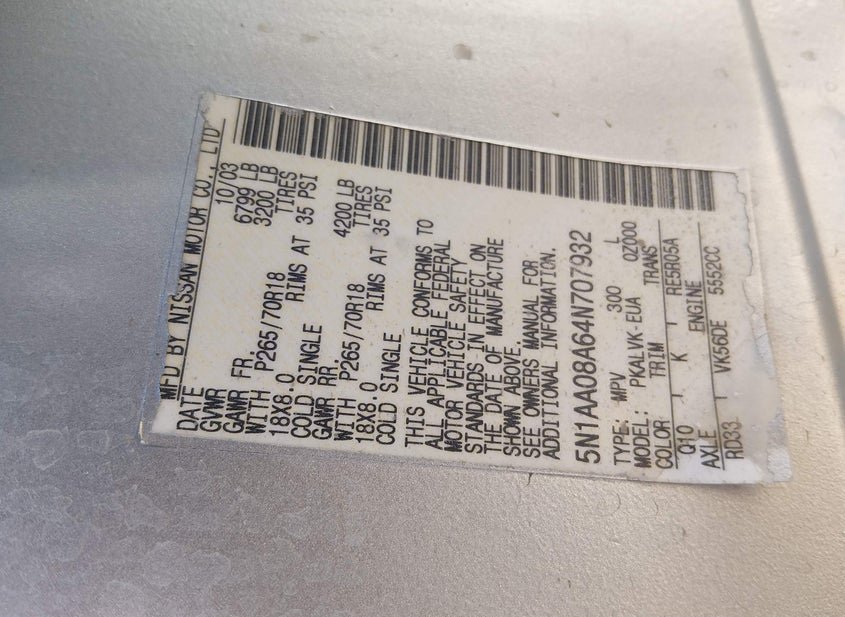 MFD BY NISSAN MOTOR CO., LTD
DATE 10/03
GVWR 6799 LB
GAWR FR. 3200 LB
WITH P265/70R18 TIRES
18X8.0 RIMS AT 35 PSI
COLD SINGLE
GAWR RR. 4200 LB
WITH P265/70R18 TIRES
18X8.0 RIMS AT 35 PSI
COLD SINGLE
THIS VEHICLE CONFORMS TO
ALL APPLICABLE FEDERAL
MOTOR VEHICLE SAFETY
STANDARDS IN EFFECT ON
THE DATE OF MANUFACTURE
SHOWN ABOVE.
SEE OWNERS MANUAL FOR
ADDITIONAL INFORMATION.
5N1AA08A64N707932
TYPE: MPV 300 L
MODEL: PKALVK-EUA 0Z000
COLOR TRIM TRANS
Q10 K RE5R05A
AXLE ENGINE
RD33 VK56DE 5552CC